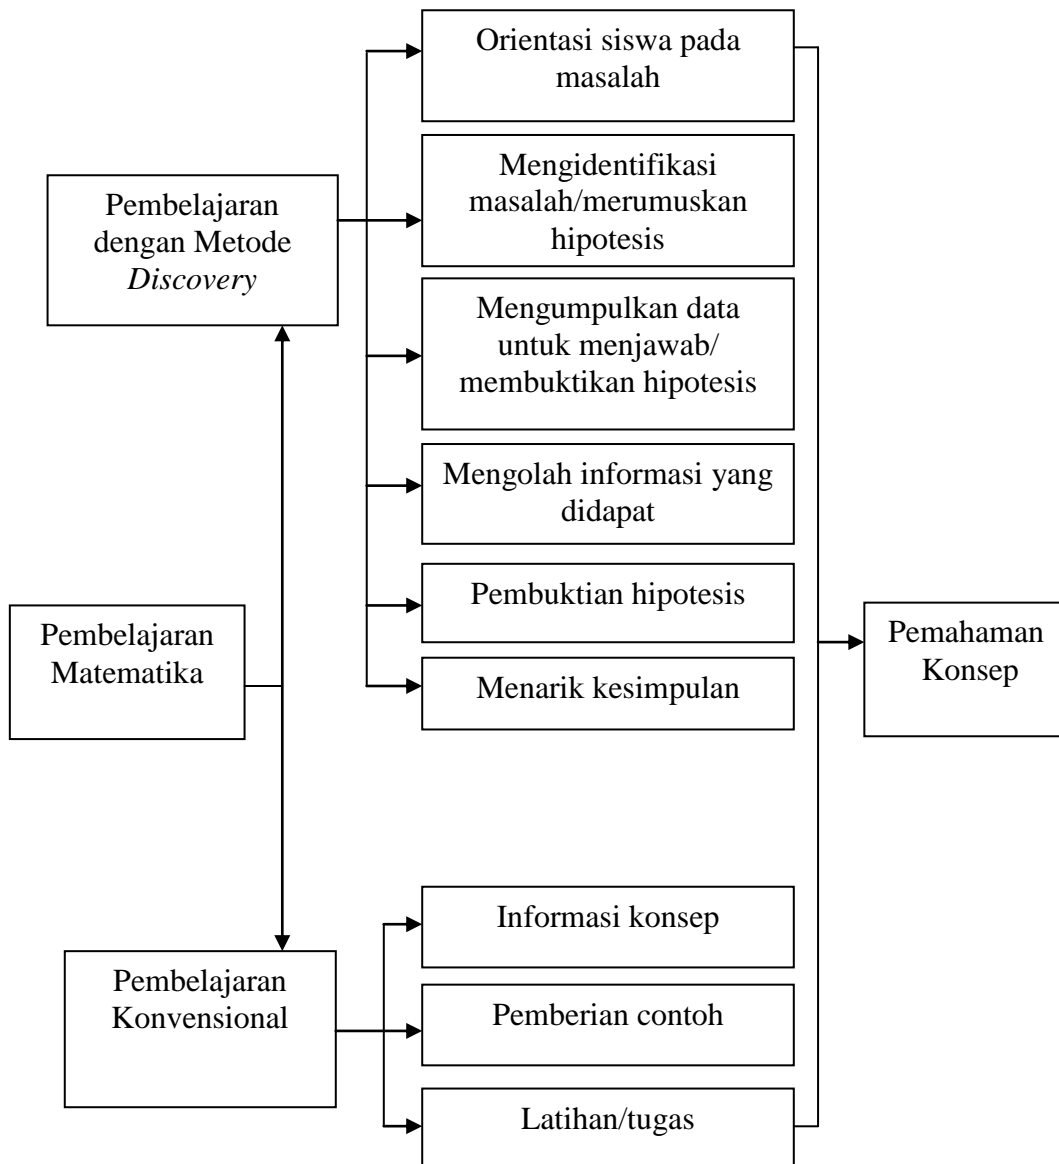 Orientasi siswa pada
masalah
Mengidentifikasi
masalah/merumuskan
hipotesis
Pembelajaran
dengan Metode
Discovery
Mengumpulkan data
untuk menjawab/
membuktikan hipotesis
Mengolah informasi yang
didapat
Pembuktian hipotesis
Pembelajaran
Matematika
Menarik kesimpulan
Pemahaman
Konsep
Informasi konsep
Pembelajaran
Konvensional
Pemberian contoh
Latihan/tugas